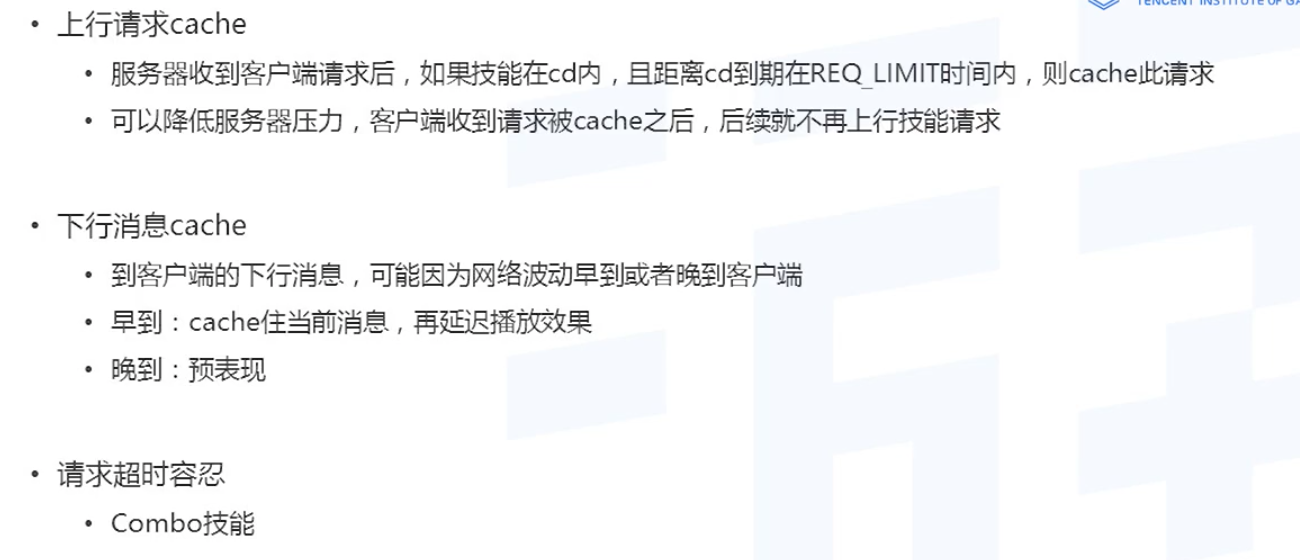 TENCENT INSTITUTE OF GA
• 上行请求cache
• 服务器收到客户端请求后，如果技能在cd内，且距离cd到期在REQ_LIMIT时间内，则cache此请求
• 可以降低服务器压力，客户端收到请求被cache之后，后续就不再上行技能请求
• 下行消息cache
• 到客户端的下行消息，可能因为网络波动早到或者晚到客户端
• 早到：cache住当前消息，再延迟播放效果
• 晚到：预表现
• 请求超时容忍
• Combo技能